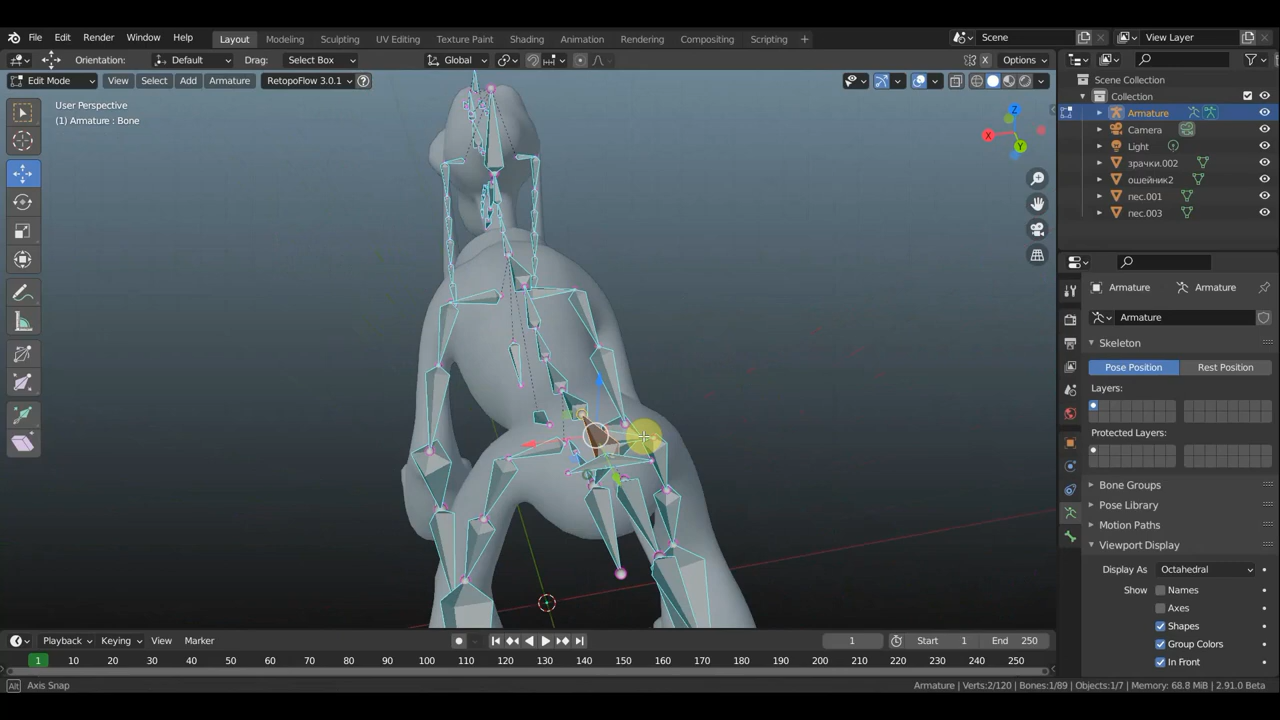 File Edit Render Window Help Layout Modeling Sculpting UV Editing Texture Paint Shading Animation Rendering Compositing Scripting + Scene View Layer
Orientation: Default Drag: Select Box Global Options
Edit Mode View Select Add Armature RetopoFlow 3.0.1 ?
User Perspective
(1) Armature : Bone
Z
X
Y
Scene Collection
Collection
Armature
Camera
Light
зрачки.002
ошейник2
пес.001
пес.003
Armature Armature
Armature
Skeleton
Pose Position Rest Position
Layers:
Protected Layers:
Bone Groups
Pose Library
Motion Paths
Viewport Display
Display As Octahedral
Show Names
Axes
Shapes
Group Colors
In Front
Playback Keying View Marker 1 Start 1 End 250
1 10 20 30 40 50 60 70 80 90 100 110 120 130 140 150 160 170 180 190 200 210 220 230 240 250
Alt Axis Snap Armature | Verts:2/120 | Bones:1/89 | Objects:1/7 | Memory: 68.8 MiB | 2.91.0 Beta